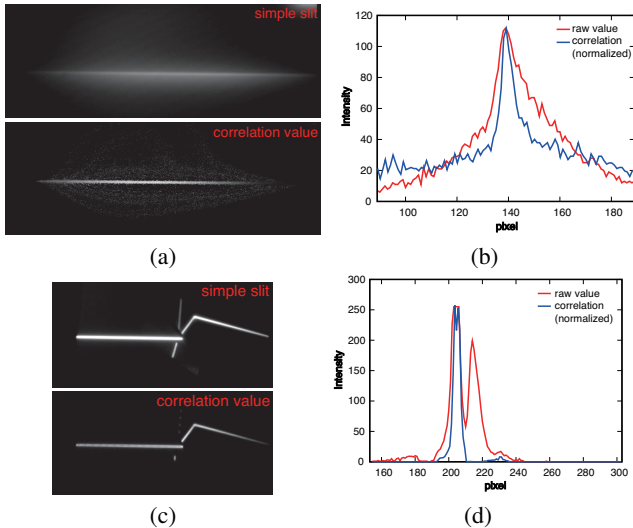 simple slit
correlation value
(a)
120
100
80
60
40
20
0
Intensity
100
120
140
160
180
pixel
raw value
correlation
(normalized)
(b)
simple slit
correlation value
(c)
300
250
200
150
100
50
0
Intensity
160
180
200
220
240
260
280
300
pixel
raw value
correlation
(normalized)
(d)